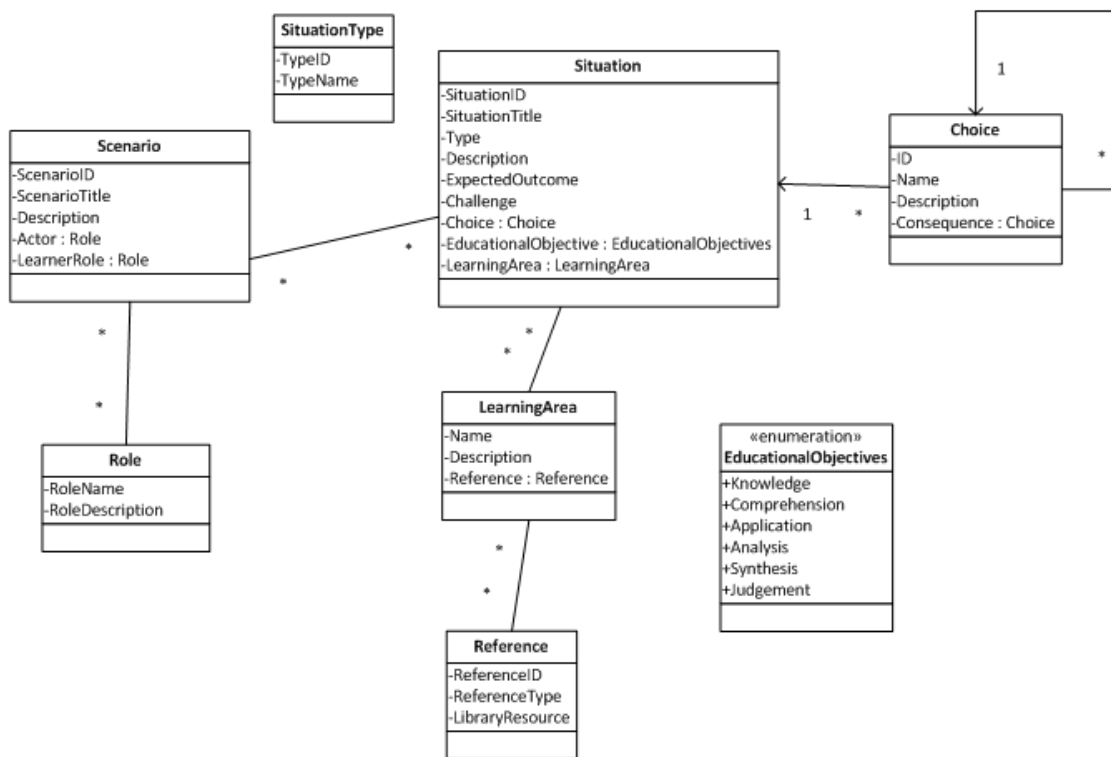 SituationType
-TypeID
-TypeName
Situation
-SituationID
-SituationTitle
-Type
-Description
-ExpectedOutcome
-Challenge
-Choice : Choice
-EducationalObjective : EducationalObjectives
-LearningArea : LearningArea
1
Choice
-ID
-Name
-Description
-Consequence : Choice
*
1
*
Scenario
-ScenarioID
-ScenarioTitle
-Description
-Actor : Role
-LearnerRole : Role
*
*
*
*
Role
-RoleName
-RoleDescription
*
*
LearningArea
-Name
-Description
-Reference : Reference
*
*
Reference
-ReferenceID
-ReferenceType
-LibraryResource
«enumeration»
EducationalObjectives
+Knowledge
+Comprehension
+Application
+Analysis
+Synthesis
+Judgement